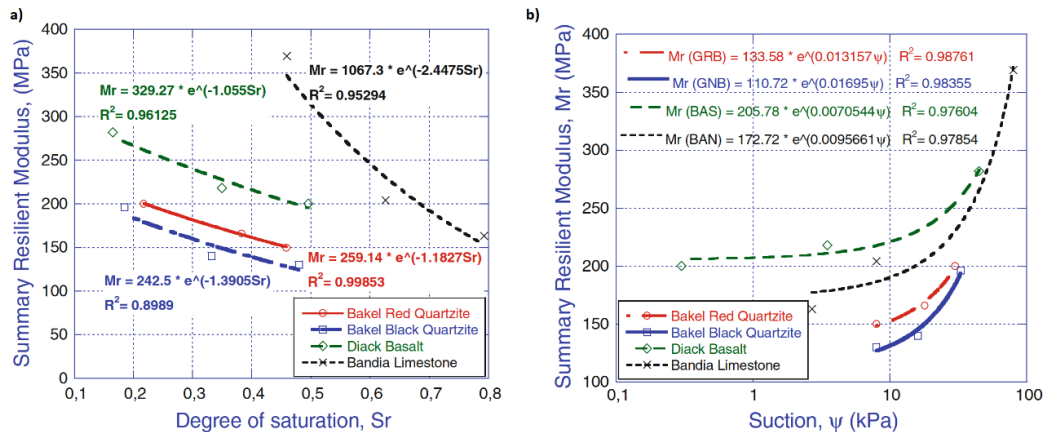 a)
Summary Resilient Modulus, (MPa)
400
350
300
250
200
150
100
50
0
Mr = 329.27 * e^(-1.055Sr)
R² = 0.96125
Mr = 1067.3 * e^(-2.4475Sr)
R² = 0.95294
Mr = 242.5 * e^(-1.3905Sr)
R² = 0.8989
Mr = 259.14 * e^(-1.1827Sr)
R² = 0.99853
Bakel Red Quartzite
Bakel Black Quartzite
Diack Basalt
Bandia Limestone
0,1 0,2 0,3 0,4 0,5 0,6 0,7 0,8
Degree of saturation, Sr
b)
Summary Resilient Modulus, Mr (MPa)
400
350
300
250
200
150
100
Mr (GRB) = 133.58 * e^(0.013157ψ) R² = 0.98761
Mr (GNB) = 110.72 * e^(0.01695ψ) R² = 0.98355
Mr (BAS) = 205.78 * e^(0.0070544ψ) R² = 0.97604
Mr (BAN) = 172.72 * e^(0.0095661ψ) R² = 0.97854
Bakel Red Quartzite
Bakel Black Quartzite
Diack Basalt
Bandia Limestone
0,1 1 10 100
Suction, ψ (kPa)